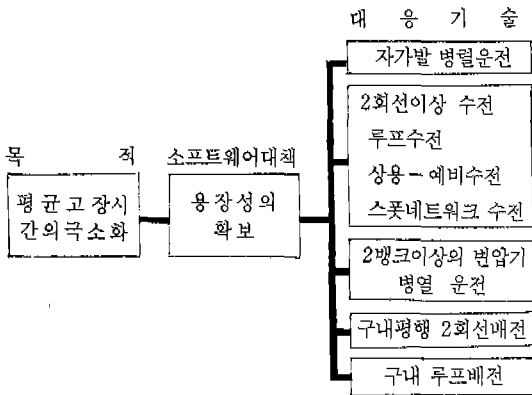 대 응 기 술
자가발 병렬운전
2회선이상 수전
루프수전
상용-예비수전
스폿네트워크 수전
목 적
소프트웨어대책
평균고장시
간의극소화
용장성의
확보
2뱅크이상의 변압기
병열 운전
구내평행 2회선배전
구내 루프배전